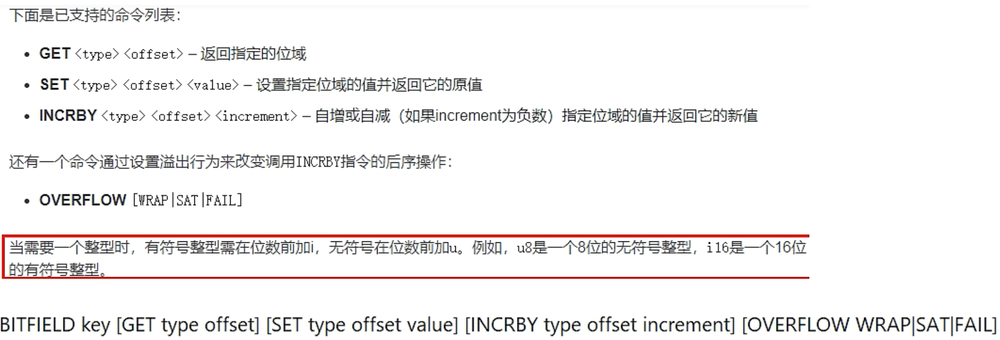 下面是已支持的命令列表：
• GET <type> <offset> – 返回指定的位域
• SET <type> <offset> <value> – 设置指定位域的值并返回它的原值
• INCRBY <type> <offset> <increment> – 自增或自减（如果increment为负数）指定位域的值并返回它的新值
还有一个命令通过设置溢出行为来改变调用INCRBY指令的后序操作：
• OVERFLOW [WRAP|SAT|FAIL]
当需要一个整型时，有符号整型需在位数前加i，无符号在位数前加u。例如，u8是一个8位的无符号整型，i16是一个16位
的有符号整型。
BITFIELD key [GET type offset] [SET type offset value] [INCRBY type offset increment] [OVERFLOW WRAP|SAT|FAIL]